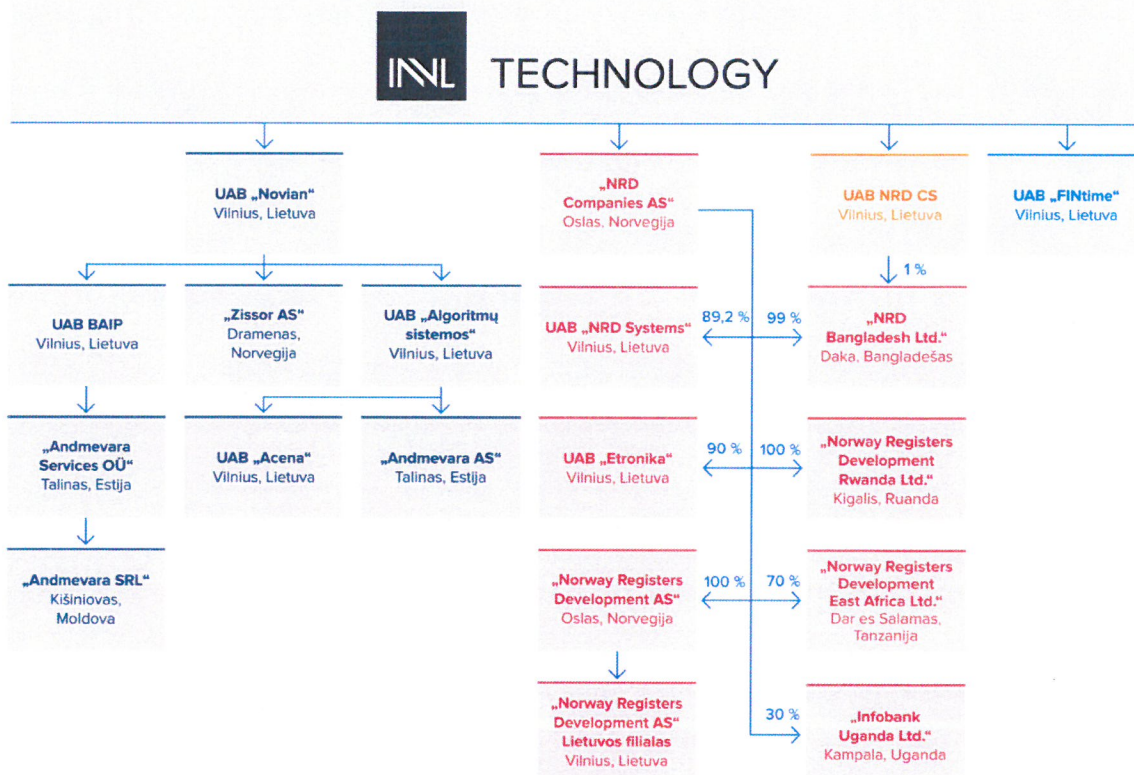 INVL TECHNOLOGY
UAB „Novian“
Vilnius, Lietuva
„NRD
Companies AS“
Oslas, Norvegija
UAB NRD CS
Vilnius, Lietuva
UAB „FINtime“
Vilnius, Lietuva
1 %
UAB BAIP
Vilnius, Lietuva
„Zissor AS“
Dramenas,
Norvegija
UAB „Algoritmų
sistemos“
Vilnius, Lietuva
UAB „NRD Systems“
Vilnius, Lietuva
89,2 %
99 %
„NRD
Bangladesh Ltd.“
Daka, Bangladešas
„Andmevara
Services OÜ“
Talinas, Estija
UAB „Acena“
Vilnius, Lietuva
„Andmevara AS“
Talinas, Estija
UAB „Etronika“
Vilnius, Lietuva
90 %
100 %
„Norway Registers
Development
Rwanda Ltd.“
Kigalis, Ruanda
„Andmevara SRL“
Kišiniovas,
Moldova
„Norway Registers
Development AS“
Oslas, Norvegija
100 %
70 %
„Norway Registers
Development
East Africa Ltd.“
Dar es Salamas,
Tanzanija
„Norway Registers
Development AS“
Lietuvos filialas
Vilnius, Lietuva
30 %
„Infobank
Uganda Ltd.“
Kampala, Uganda